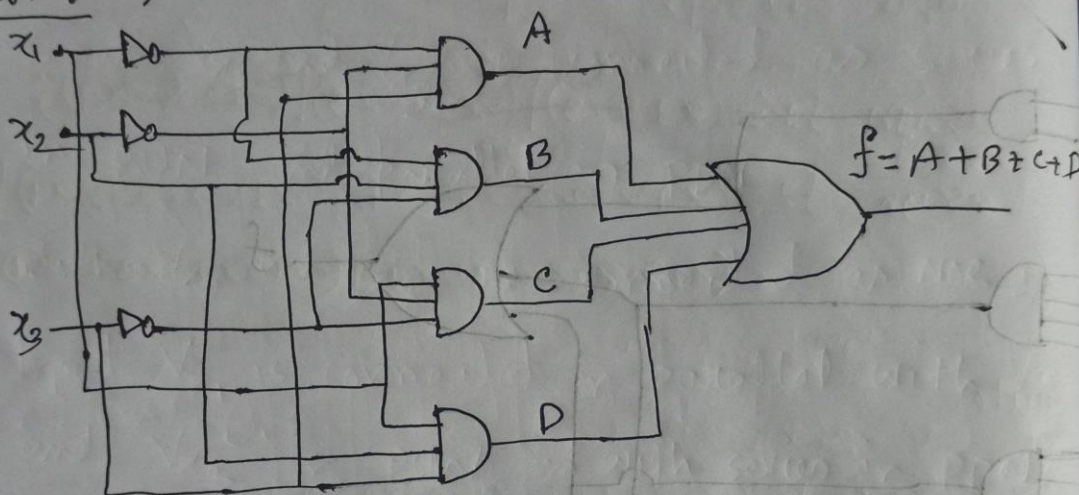 x₁
A
x₂
B
f = A + B + C + D
C
x₃
D